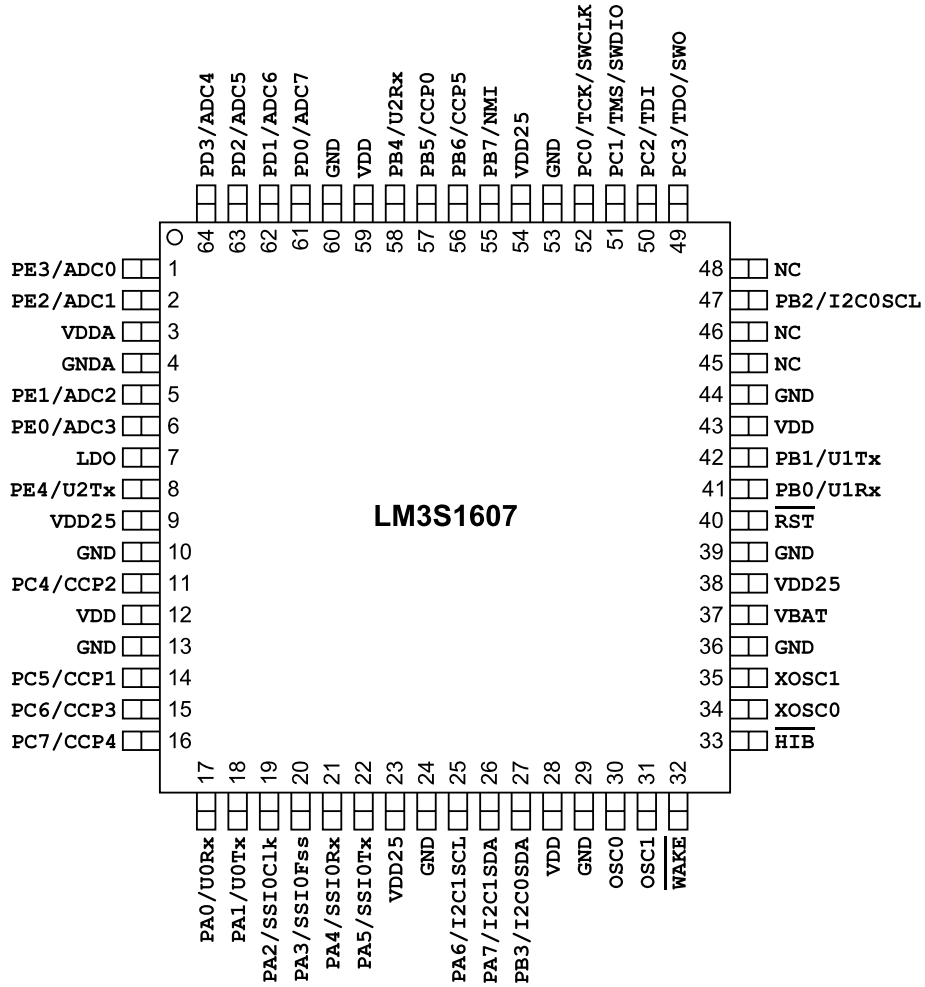 PD3/ADC4
PD2/ADC5
PD1/ADC6
PD0/ADC7
GND
VDD
PB4/U2Rx
PB5/CCP0
PB6/CCP5
PB7/NMI
VDD25
GND
PC0/TCK/SWCLK
PC1/TMS/SWDIO
PC2/TDI
PC3/TDO/SWO
64
63
62
61
60
59
58
57
56
55
54
53
52
51
50
49
PE3/ADC0 1
PE2/ADC1 2
VDDA 3
GNDA 4
PE1/ADC2 5
PE0/ADC3 6
LDO 7
PE4/U2Tx 8
VDD25 9
GND 10
PC4/CCP2 11
VDD 12
GND 13
PC5/CCP1 14
PC6/CCP3 15
PC7/CCP4 16
LM3S1607
48 NC
47 PB2/I2C0SCL
46 NC
45 NC
44 GND
43 VDD
42 PB1/U1Tx
41 PB0/U1Rx
40 RST
39 GND
38 VDD25
37 VBAT
36 GND
35 XOSC1
34 XOSC0
33 HIB
17
18
19
20
21
22
23
24
25
26
27
28
29
30
31
32
PA0/U0Rx
PA1/U0Tx
PA2/SSI0Clk
PA3/SSI0Fss
PA4/SSI0Rx
PA5/SSI0Tx
VDD25
GND
PA6/I2C1SCL
PA7/I2C1SDA
PB3/I2C0SDA
VDD
GND
OSC0
OSC1
WAKE